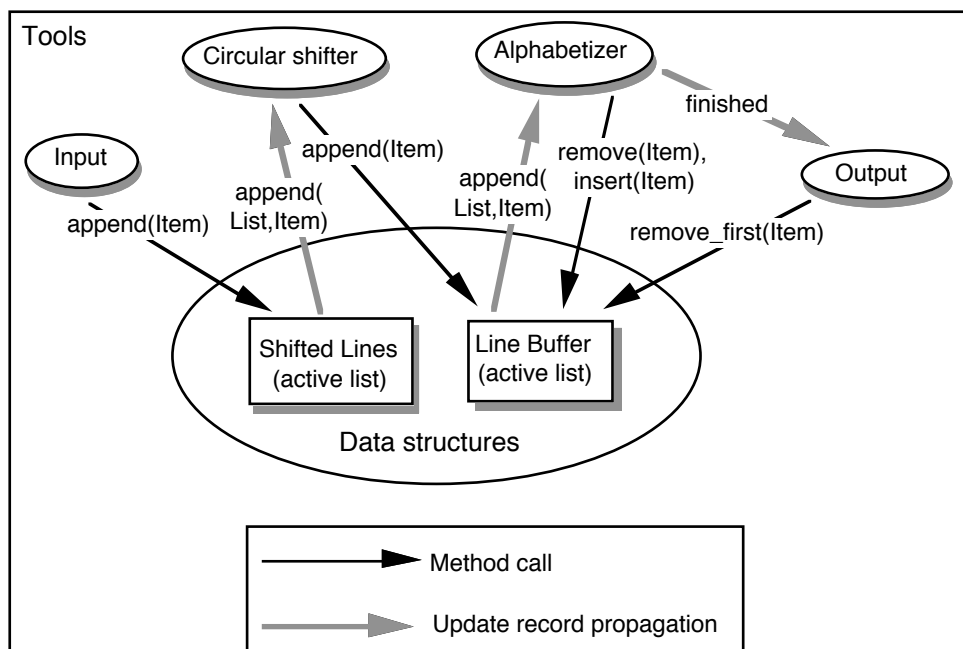 Tools
Circular shifter
Alphabetizer
finished
Input
append(Item)
append(
List,Item)
append(Item)
append(
List,Item)
remove(Item),
insert(Item)
Output
remove_first(Item)
Shifted Lines
(active list)
Line Buffer
(active list)
Data structures
Method call
Update record propagation